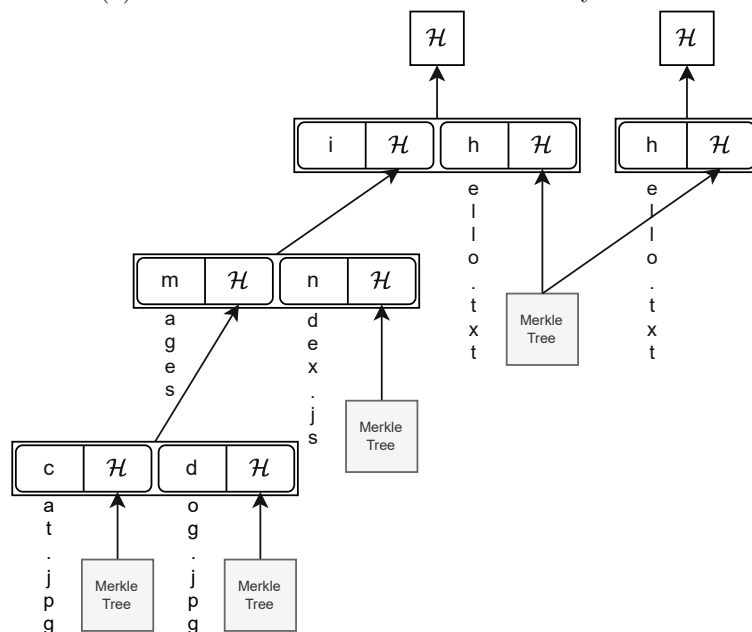 ℋ ℋ
i ℋ h ℋ h ℋ
ello.txt ello.txt
m ℋ n ℋ
ages dex.js
Merkle
Tree
Merkle
Tree
c ℋ d ℋ
at.jpg og.jpg
Merkle
Tree
Merkle
Tree